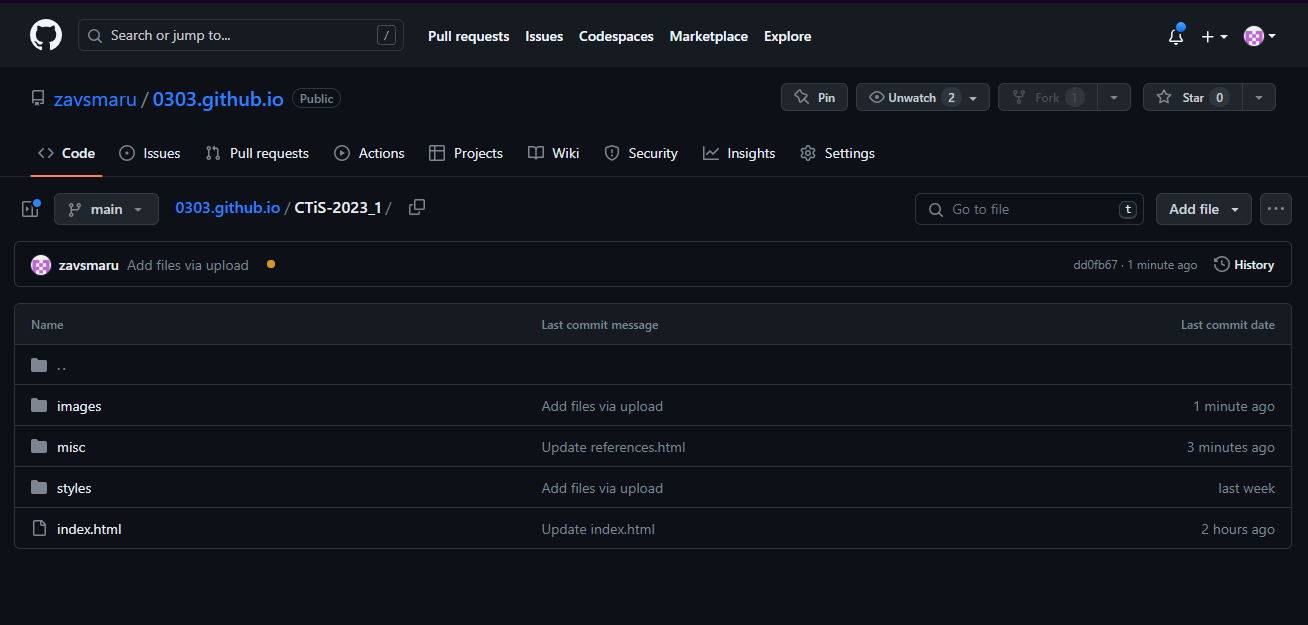 Search or jump to... / Pull requests Issues Codespaces Marketplace Explore
zavsmaru / 0303.github.io Public Pin Unwatch 2 Fork 1 Star 0
Code Issues Pull requests Actions Projects Wiki Security Insights Settings
main 0303.github.io / CTiS-2023_1 / Go to file t Add file ...
zavsmaru Add files via upload dd0fb67 · 1 minute ago History
Name Last commit message Last commit date
..
images Add files via upload 1 minute ago
misc Update references.html 3 minutes ago
styles Add files via upload last week
index.html Update index.html 2 hours ago